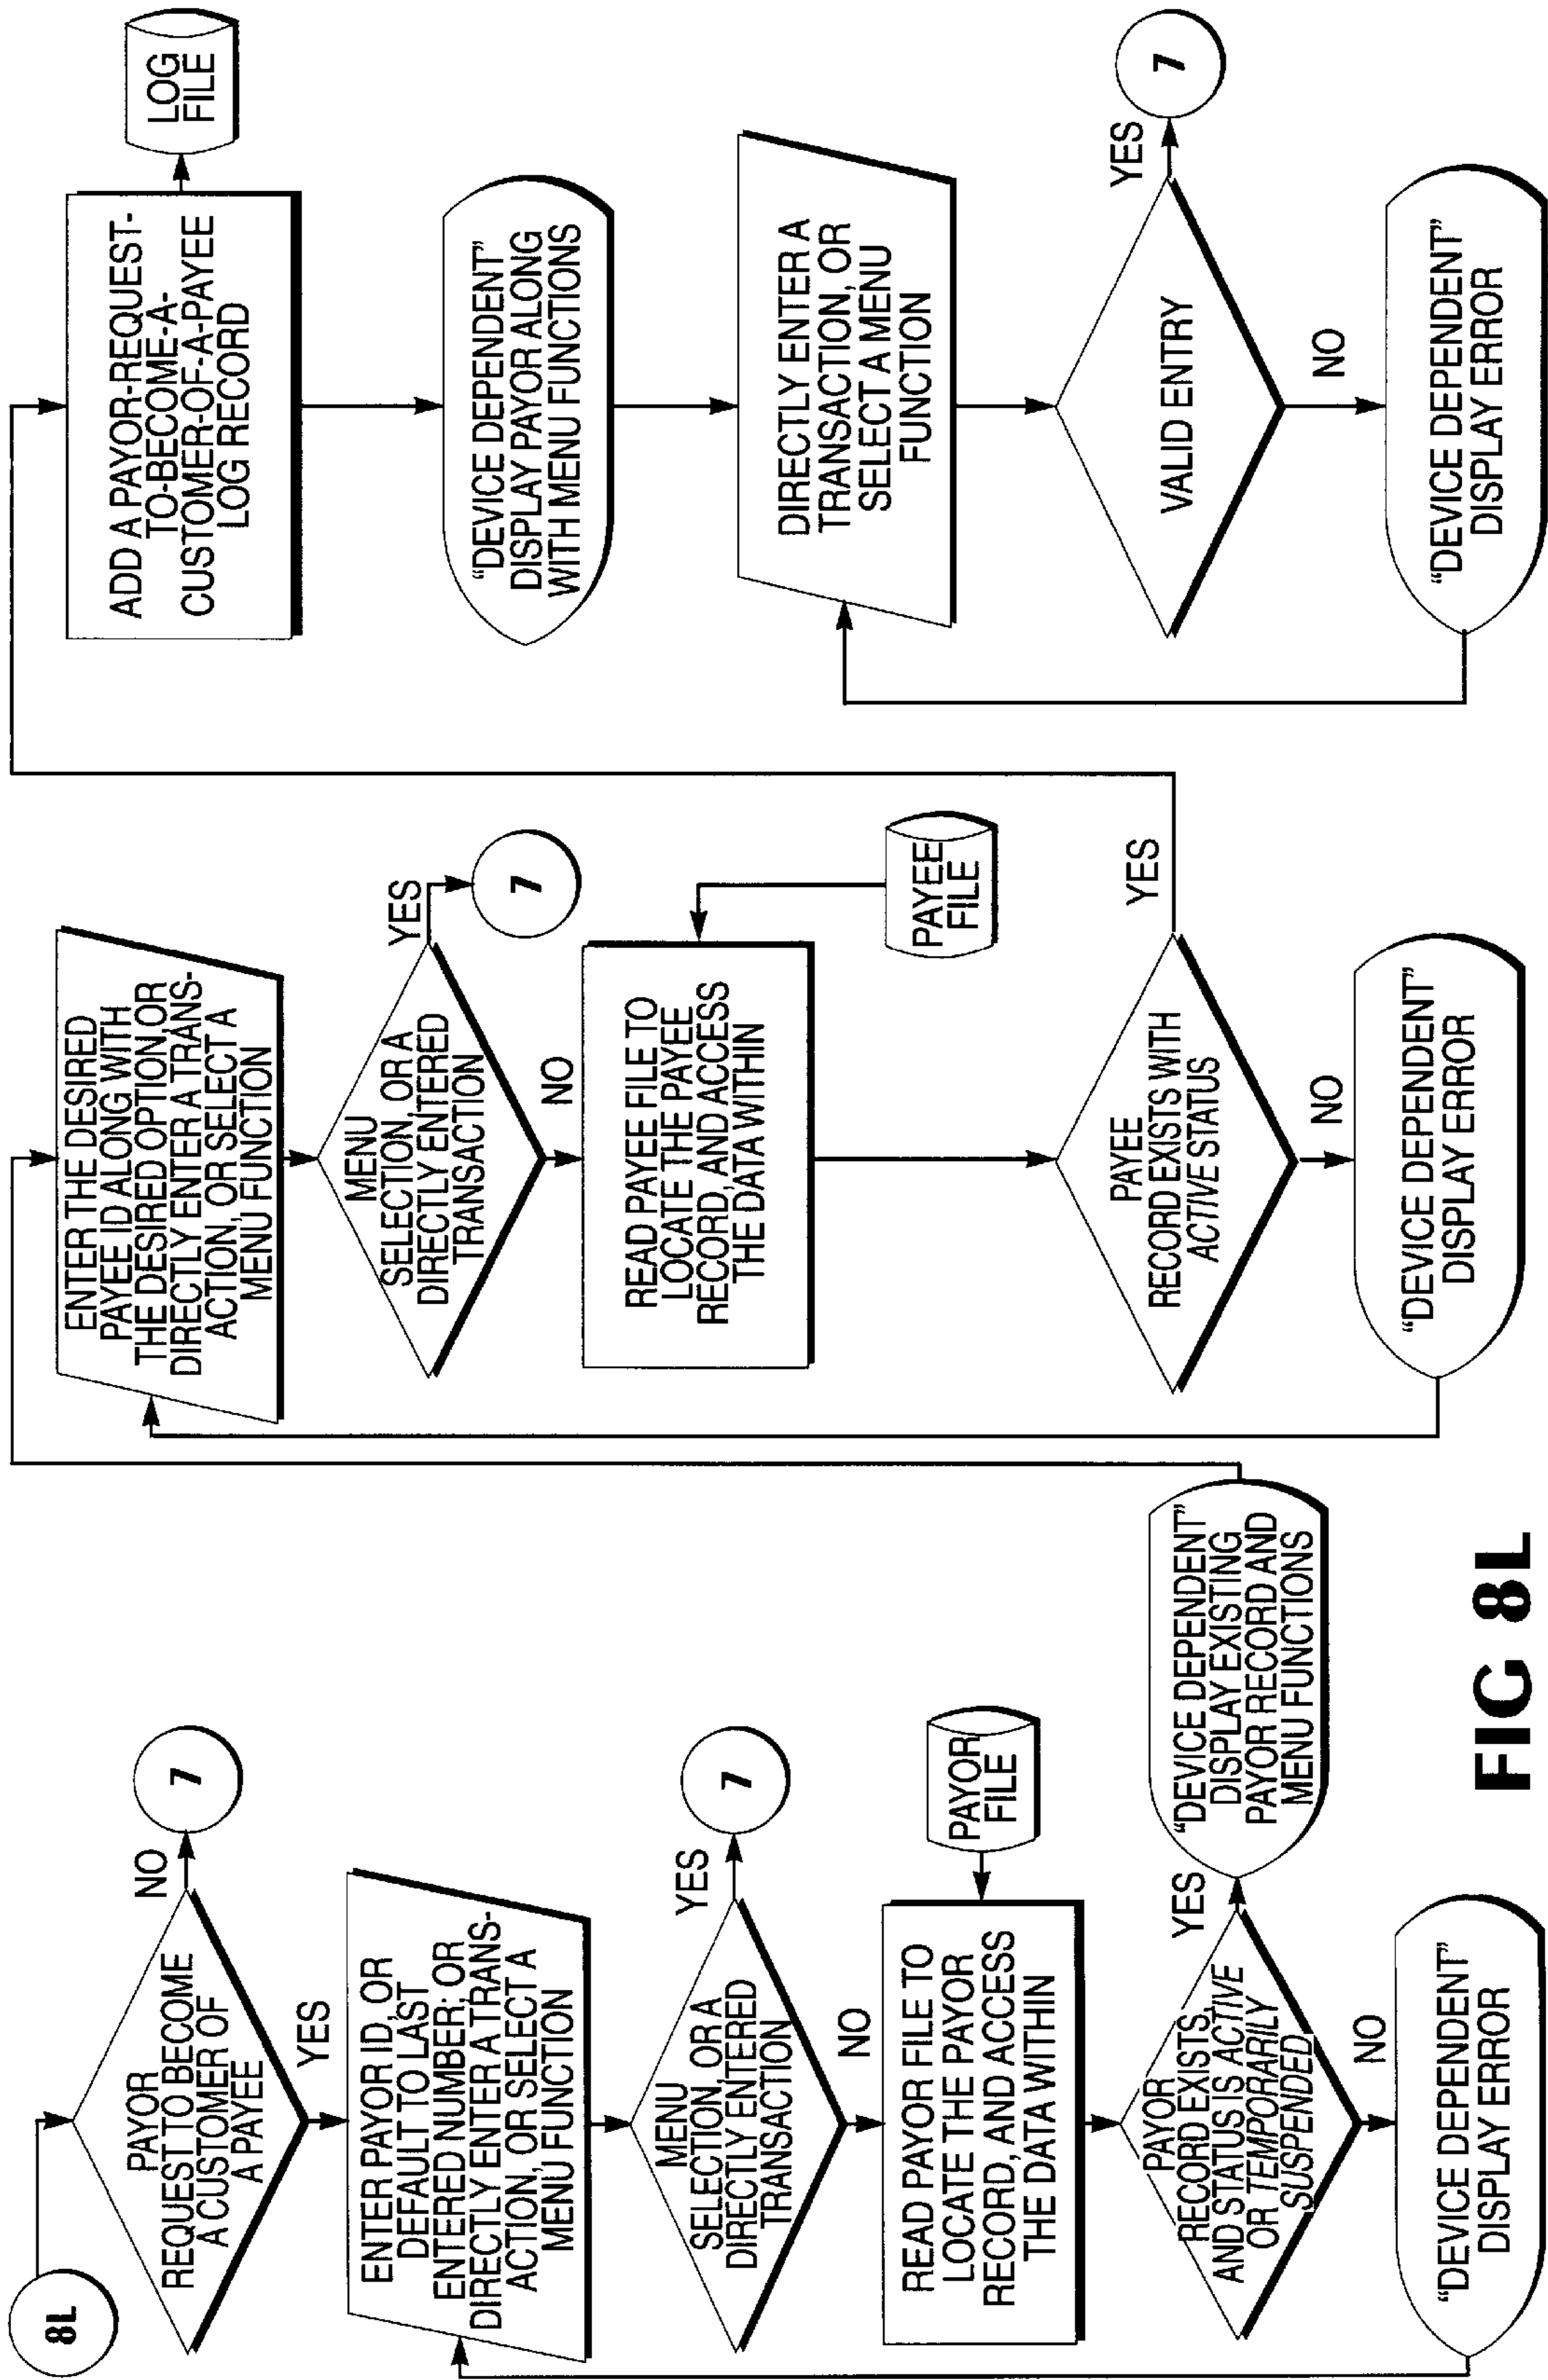 8L
PAYOR
REQUEST TO BECOME
A CUSTOMER OF
A PAYEE
NO
7
YES
ENTER PAYOR ID, OR
DEFAULT TO LAST
ENTERED NUMBER; OR
DIRECTLY ENTER A TRANS-
ACTION, OR SELECT A
MENU FUNCTION
MENU
SELECTION, OR A
DIRECTLY ENTERED
TRANSACTION
YES
7
NO
READ PAYOR FILE TO
LOCATE THE PAYOR
RECORD, AND ACCESS
THE DATA WITHIN
PAYOR
FILE
PAYOR
RECORD EXISTS,
AND STATUS IS ACTIVE
OR TEMPORARILY
SUSPENDED
YES
"DEVICE DEPENDENT"
DISPLAY EXISTING
PAYOR RECORD AND
MENU FUNCTIONS
NO
"DEVICE DEPENDENT"
DISPLAY ERROR
ENTER THE DESIRED
PAYEE ID ALONG WITH
THE DESIRED OPTION, OR
DIRECTLY ENTER A TRANS-
ACTION, OR SELECT A
MENU FUNCTION
MENU
SELECTION, OR A
DIRECTLY ENTERED
TRANSACTION
YES
7
NO
READ PAYEE FILE TO
LOCATE THE PAYEE
RECORD, AND ACCESS
THE DATA WITHIN
PAYEE
FILE
PAYEE
RECORD EXISTS WITH
ACTIVE STATUS
YES
NO
"DEVICE DEPENDENT"
DISPLAY ERROR
ADD A PAYOR-REQUEST-
TO-BECOME-A-
CUSTOMER-OF-A-PAYEE
LOG RECORD
LOG
FILE
"DEVICE DEPENDENT"
DISPLAY PAYOR ALONG
WITH MENU FUNCTIONS
DIRECTLY ENTER A
TRANSACTION, OR
SELECT A MENU
FUNCTION
VALID ENTRY
YES
7
NO
"DEVICE DEPENDENT"
DISPLAY ERROR
FIG 8L